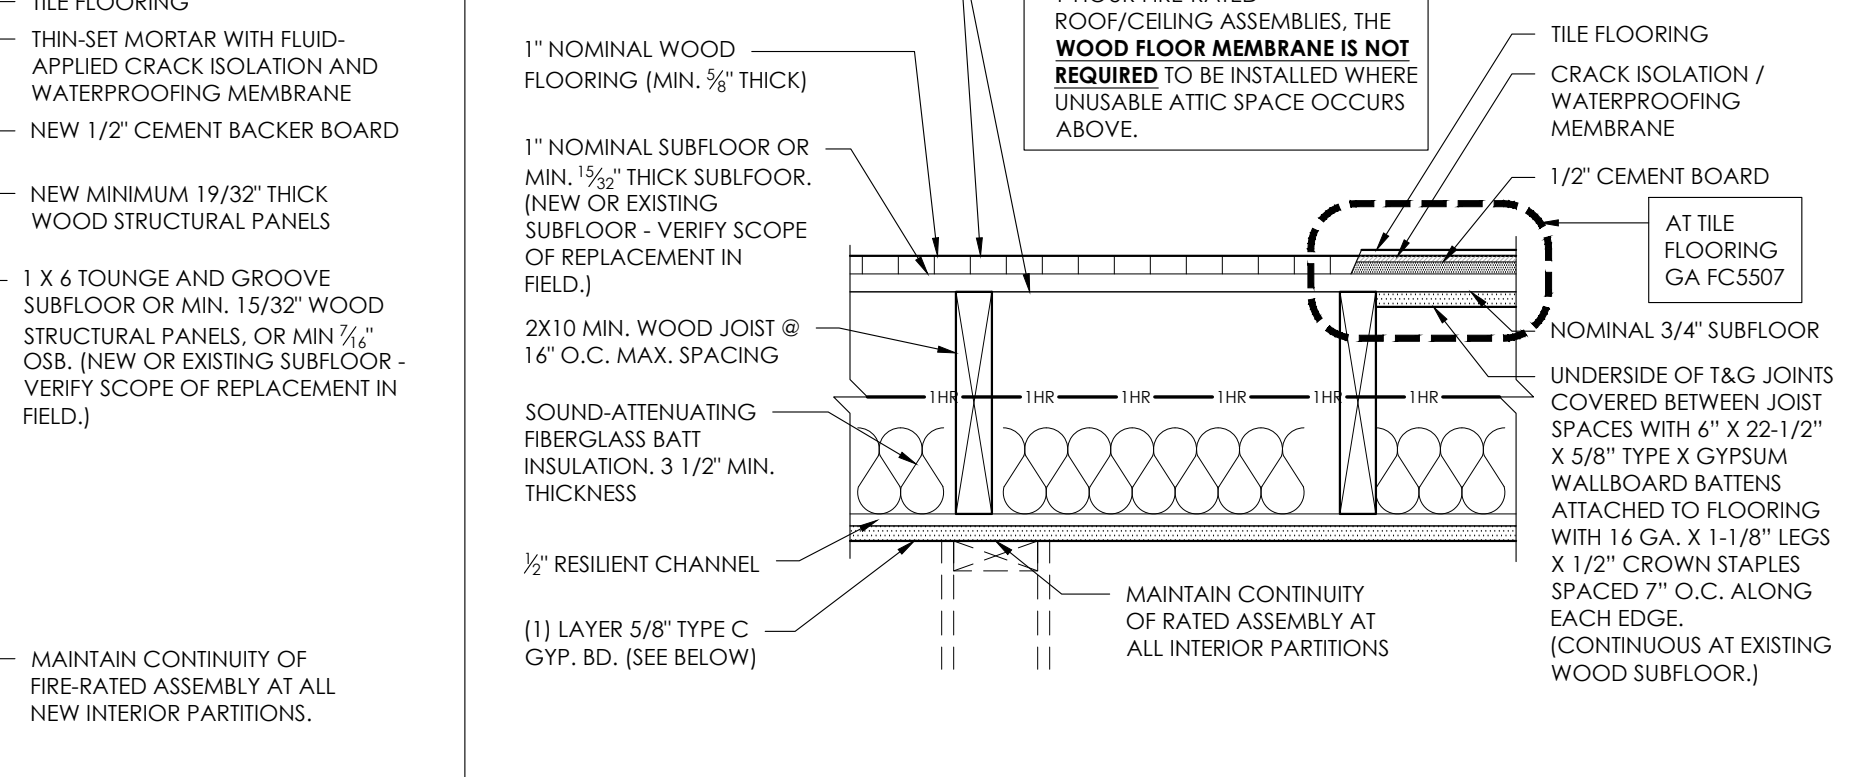 TILE FLOORING
THIN-SET MORTAR WITH FLUID-
APPLIED CRACK ISOLATION AND
WATERPROOFING MEMBRANE
NEW 1/2" CEMENT BACKER BOARD
NEW MINIMUM 19/32" THICK
WOOD STRUCTURAL PANELS
1 X 6 TOUNGE AND GROOVE
SUBFLOOR OR MIN. 15/32" WOOD
STRUCTURAL PANELS, OR MIN 7/16"
OSB. (NEW OR EXISTING SUBFLOOR -
VERIFY SCOPE OF REPLACEMENT IN
FIELD.)
MAINTAIN CONTINUITY OF
FIRE-RATED ASSEMBLY AT ALL
NEW INTERIOR PARTITIONS.
1" NOMINAL WOOD
FLOORING (MIN. 5/8" THICK)
1" NOMINAL SUBFLOOR OR
MIN. 15/32" THICK SUBLFOOR.
(NEW OR EXISTING
SUBFLOOR - VERIFY SCOPE
OF REPLACEMENT IN
FIELD.)
2X10 MIN. WOOD JOIST @
16" O.C. MAX. SPACING
SOUND-ATTENUATING
FIBERGLASS BATT
INSULATION. 3 1/2" MIN.
THICKNESS
1/2" RESILIENT CHANNEL
(1) LAYER 5/8" TYPE C
GYP. BD. (SEE BELOW)
1-HOUR FIRE-RATED
ROOF/CEILING ASSEMBLIES, THE
WOOD FLOOR MEMBRANE IS NOT
REQUIRED TO BE INSTALLED WHERE
UNUSABLE ATTIC SPACE OCCURS
ABOVE.
1HR 1HR 1HR 1HR 1HR 1HR
MAINTAIN CONTINUITY
OF RATED ASSEMBLY AT
ALL INTERIOR PARTITIONS
TILE FLOORING
CRACK ISOLATION /
WATERPROOFING
MEMBRANE
1/2" CEMENT BOARD
AT TILE
FLOORING
GA FC5507
NOMINAL 3/4" SUBFLOOR
UNDERSIDE OF T&G JOINTS
COVERED BETWEEN JOIST
SPACES WITH 6” X 22-1/2”
X 5/8” TYPE X GYPSUM
WALLBOARD BATTENS
ATTACHED TO FLOORING
WITH 16 GA. X 1-1/8” LEGS
X 1/2” CROWN STAPLES
SPACED 7” O.C. ALONG
EACH EDGE.
(CONTINUOUS AT EXISTING
WOOD SUBFLOOR.)